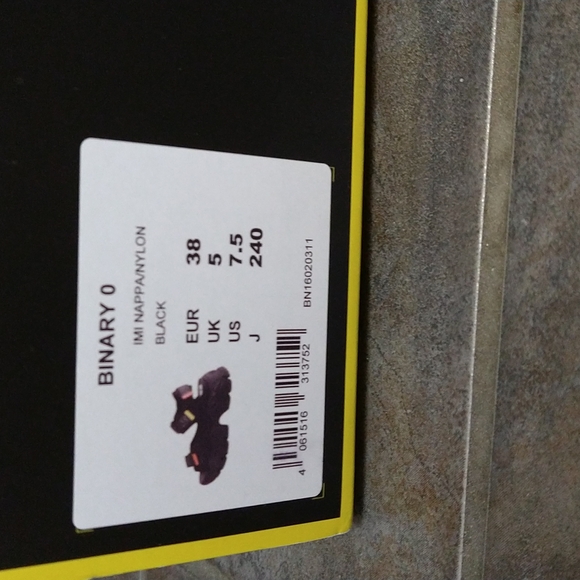 BINARY 0
IMI NAPPA/NYLON
BLACK
EUR 38
UK 5
US 7.5
J 240
4 061516 313752
BN16020311